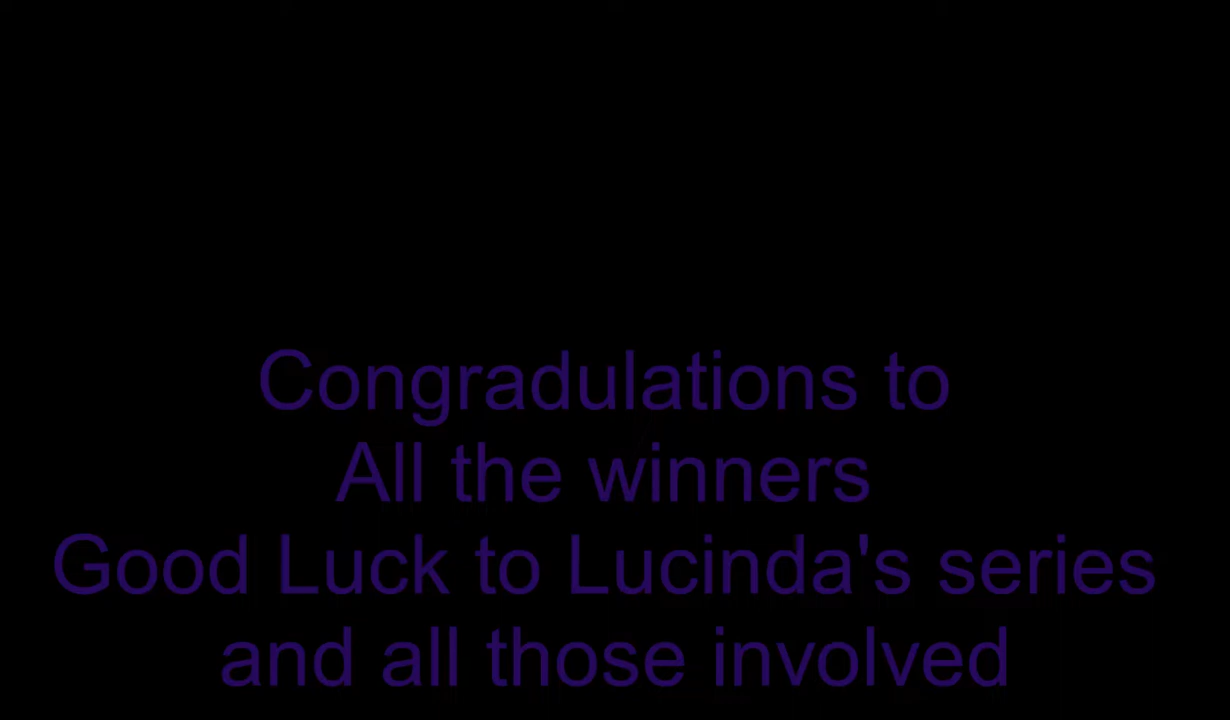 Congradulations to
All the winners
Good Luck to Lucinda's series
and all those involved